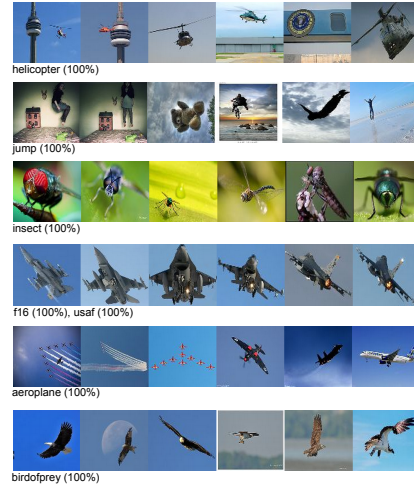 helicopter (100%)
jump (100%)
insect (100%)
f16 (100%), usaf (100%)
aeroplane (100%)
birdofprey (100%)